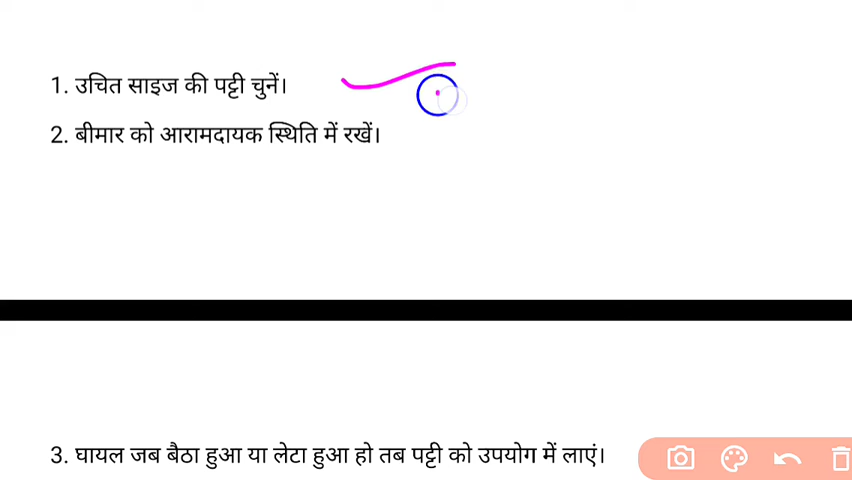 1. उचित साइज की पट्टी चुनें।
2. बीमार को आरामदायक स्थिति में रखें।
3. घायल जब बैठा हुआ या लेटा हुआ हो तब पट्टी को उपयोग में लाएं।